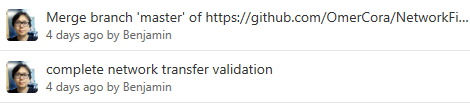 Merge branch 'master' of https://github.com/OmerCora/NetworkFi...
4 days ago by Benjamin
complete network transfer validation
4 days ago by Benjamin